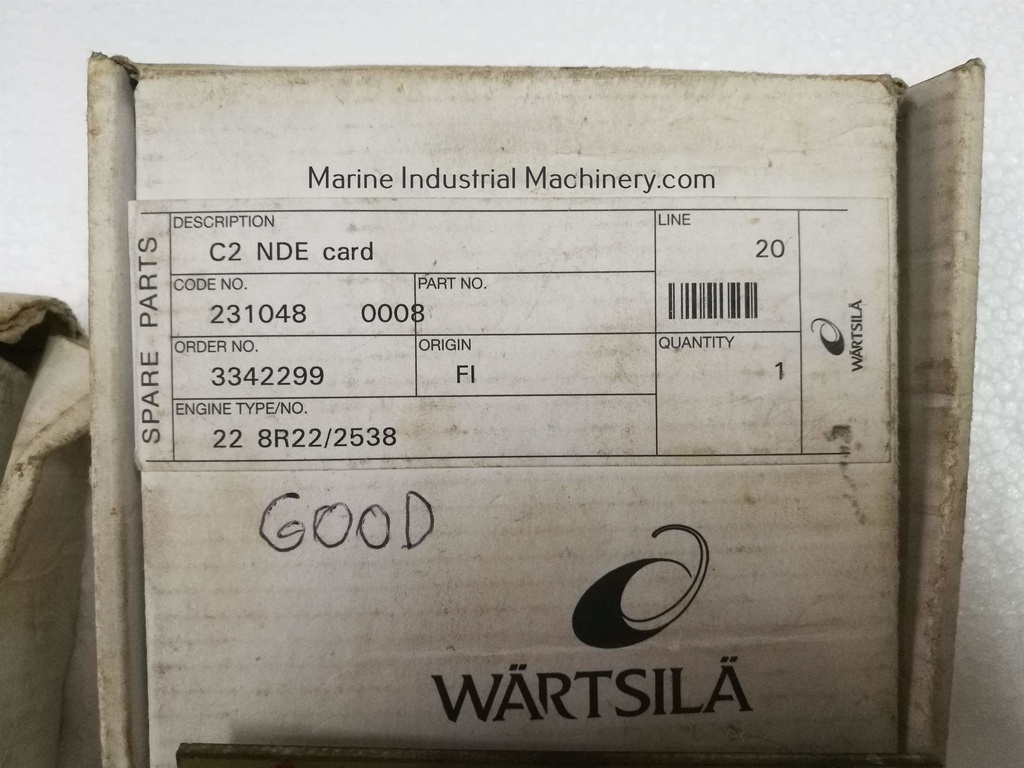 Marine Industrial Machinery.com
SPARE PARTS
DESCRIPTION
C2 NDE card
LINE
20
CODE NO.
231048 0008
PART NO.
ORDER NO.
3342299
ORIGIN
FI
QUANTITY
1
ENGINE TYPE/NO.
22 8R22/2538
WÄRTSILÄ
GOOD
WÄRTSILÄ